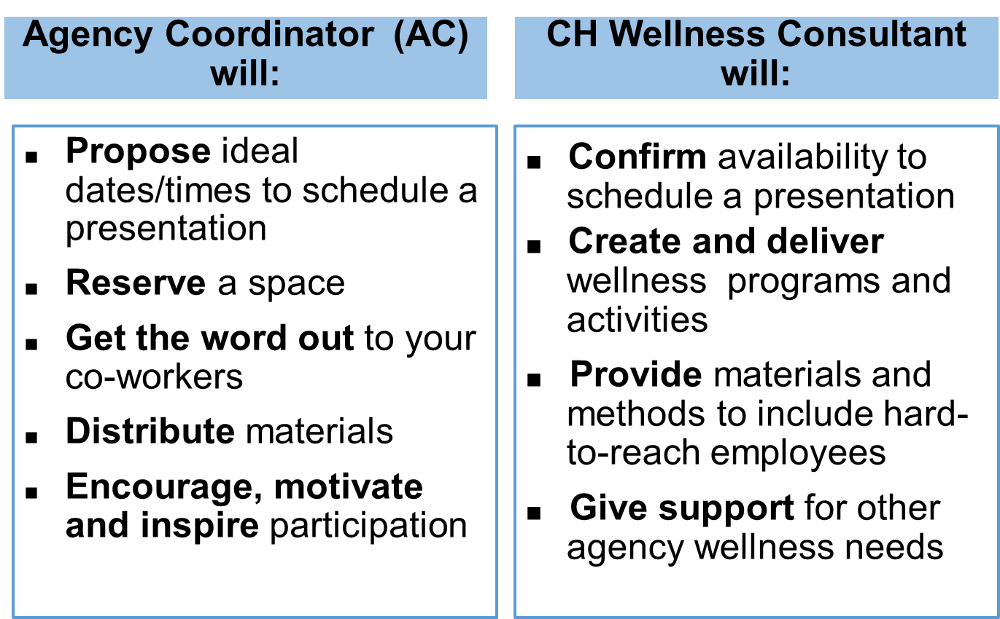 Agency Coordinator (AC)
will:
▪ Propose ideal
dates/times to schedule a
presentation
▪ Reserve a space
▪ Get the word out to your
co-workers
▪ Distribute materials
▪ Encourage, motivate
and inspire participation
CH Wellness Consultant
will:
▪ Confirm availability to
schedule a presentation
▪ Create and deliver
wellness programs and
activities
▪ Provide materials and
methods to include hard-
to-reach employees
▪ Give support for other
agency wellness needs